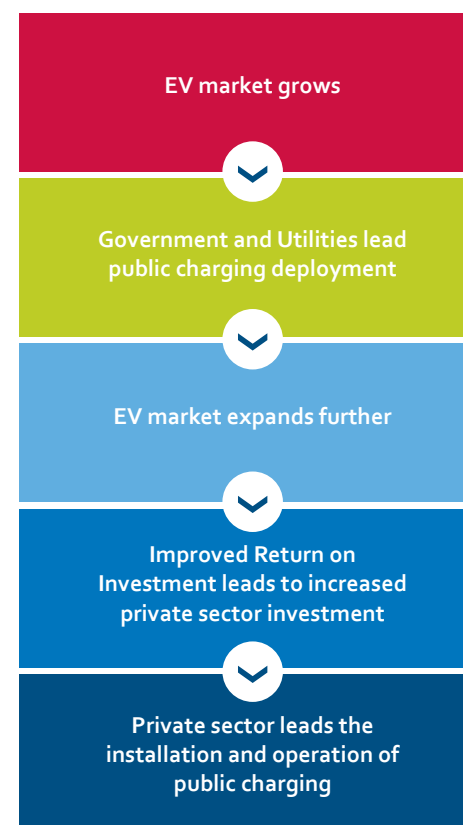 EV market grows
Government and Utilities lead
public charging deployment
EV market expands further
Improved Return on
Investment leads to increased
private sector investment
Private sector leads the
installation and operation of
public charging